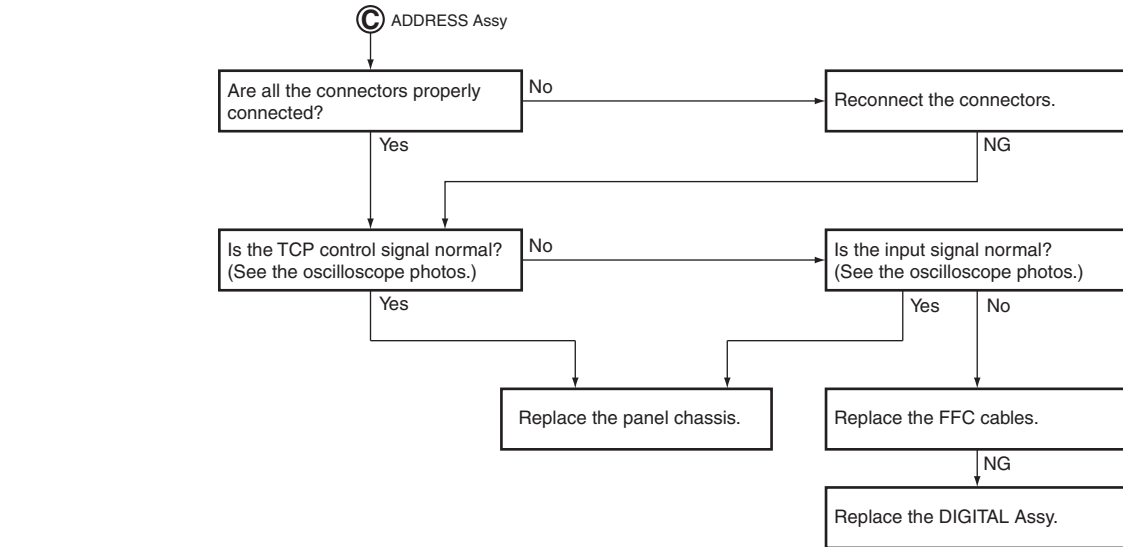 C ADDRESS Assy
Are all the connectors properly
connected?
No
Reconnect the connectors.
Yes
NG
Is the TCP control signal normal?
(See the oscilloscope photos.)
No
Is the input signal normal?
(See the oscilloscope photos.)
Yes
Yes
No
Replace the panel chassis.
Replace the FFC cables.
NG
Replace the DIGITAL Assy.